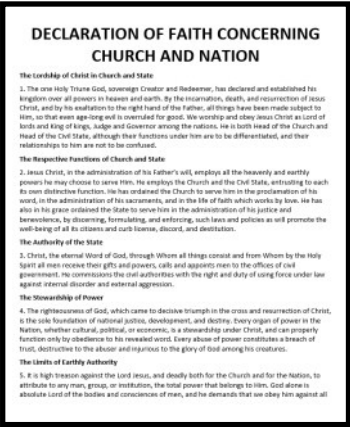 DECLARATION OF FAITH CONCERNING
CHURCH AND NATION
The Lordship of Christ in Church and State
1. The one Holy Triune God, sovereign Creator and Redeemer, has declared and established his
kingdom over all powers in heaven and earth. By the incarnation, death, and resurrection of Jesus
Christ, and by his exaltation to the right hand of the Father, all things have been made subject to
Him, so that even age-long evil is overruled for good. We worship and obey Jesus Christ as Lord of
lords and King of kings, Judge and Governor among the nations. He is both Head of the Church and
Head of the Civil State, although their functions under him are to be differentiated, and their
relationships to him are not to be confused.
The Respective Functions of Church and State
2. Jesus Christ, in the administration of his Father's will, employs all the heavenly and earthly
powers he may choose to serve Him. He employs the Church and the Civil State, entrusting to each
its own distinctive function. He has ordained the Church to serve him in the proclamation of his
word, in the administration of his sacraments, and in the life of faith which works by love. He has
also in his grace ordained the State to serve him in the administration of his justice and
benevolence, by discerning, formulating, and enforcing, such laws and policies as will promote the
well-being of all its citizens and curb license, discord, and destitution.
The Authority of the State
3. Christ, the eternal Word of God, through Whom all things consist and from Whom by the Holy
Spirit all men receive their gifts and powers, calls and appoints men to the offices of civil
government. He commissions the civil authorities with the right and duty of using force under law
against internal disorder and external aggression.
The Stewardship of Power
4. The righteousness of God, which came to decisive triumph in the cross and resurrection of Christ,
is the sole foundation of national justice, development, and destiny. Every organ of power in the
Nation, whether cultural, political, or economic, is a stewardship under Christ, and can properly
function only by obedience to his revealed word. Every abuse of power constitutes a breach of
trust, destructive to the abuser and injurious to the glory of God among his creatures.
The Limits of Earthly Authority
5. It is high treason against the Lord Jesus, and deadly both for the Church and for the Nation, to
attribute to any man, group, or institution, the total power that belongs to Him. God alone is
absolute Lord of the bodies and consciences of men, and he demands that we obey him against all